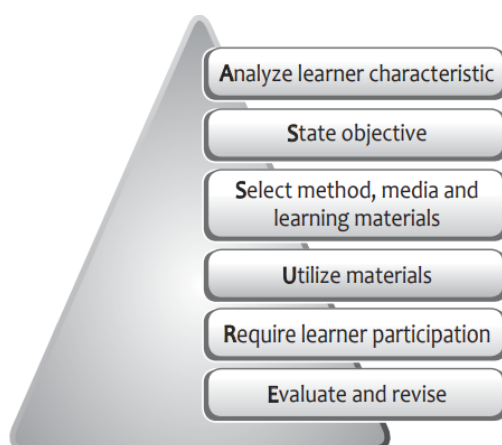 Analyze learner characteristic
State objective
Select method, media and
learning materials
Utilize materials
Require learner participation
Evaluate and revise